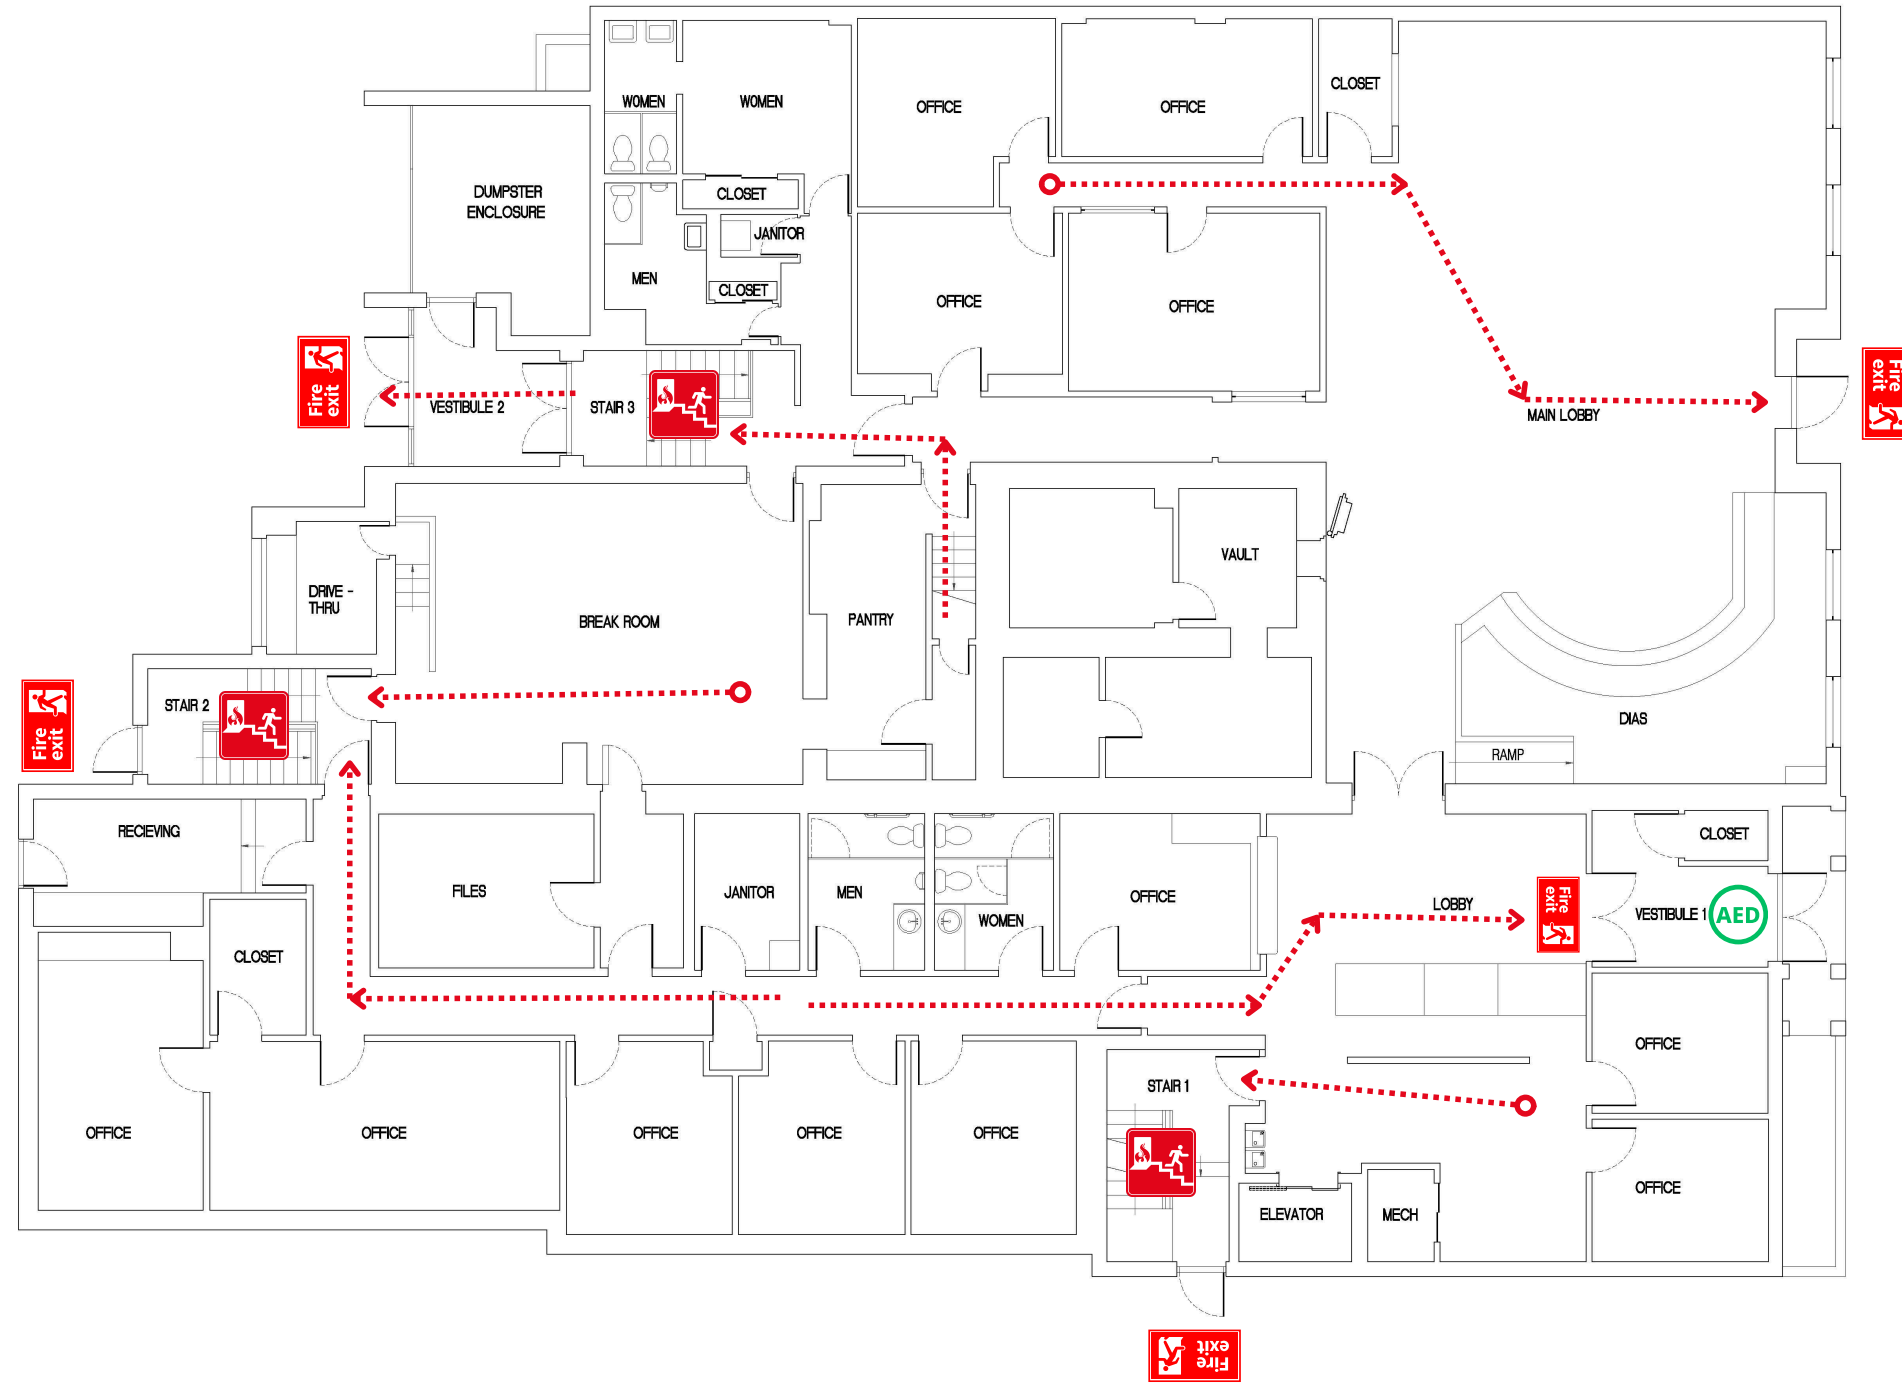 WOMEN
WOMEN
OFFICE
OFFICE
CLOSET
DUMPSTER
ENCLOSURE
CLOSET
JANITOR
MEN
CLOSET
OFFICE
OFFICE
Fire
exit
VESTIBULE 2
STAIR 3
MAIN LOBBY
Fire
exit
DRIVE -
THRU
BREAK ROOM
PANTRY
VAULT
Fire
exit
STAIR 2
DIAS
RAMP
RECIEVING
FILES
JANITOR
MEN
WOMEN
OFFICE
LOBBY
Fire
exit
VESTIBULE 1
AED
CLOSET
CLOSET
OFFICE
OFFICE
OFFICE
OFFICE
OFFICE
STAIR 1
OFFICE
OFFICE
ELEVATOR
MECH
Fire
exit